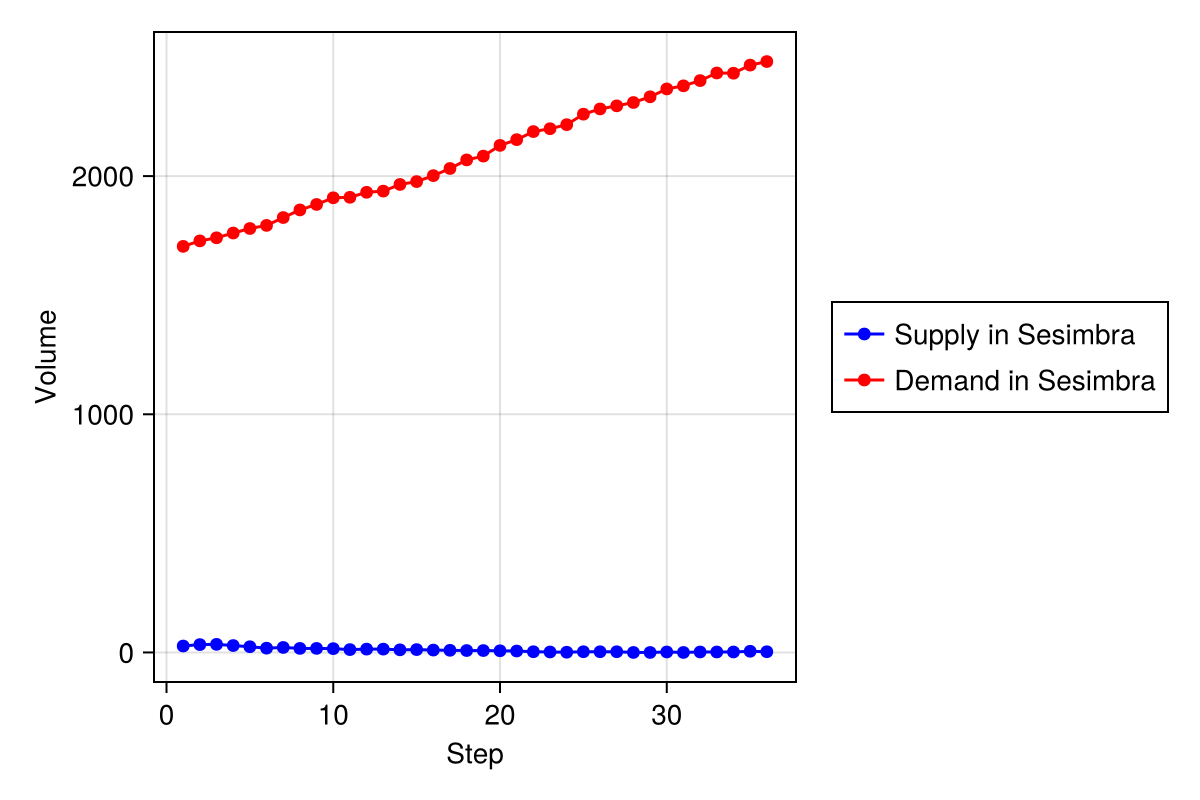 2000
1000
0
Volume
0 10 20 30
Step
Supply in Sesimbra
Demand in Sesimbra